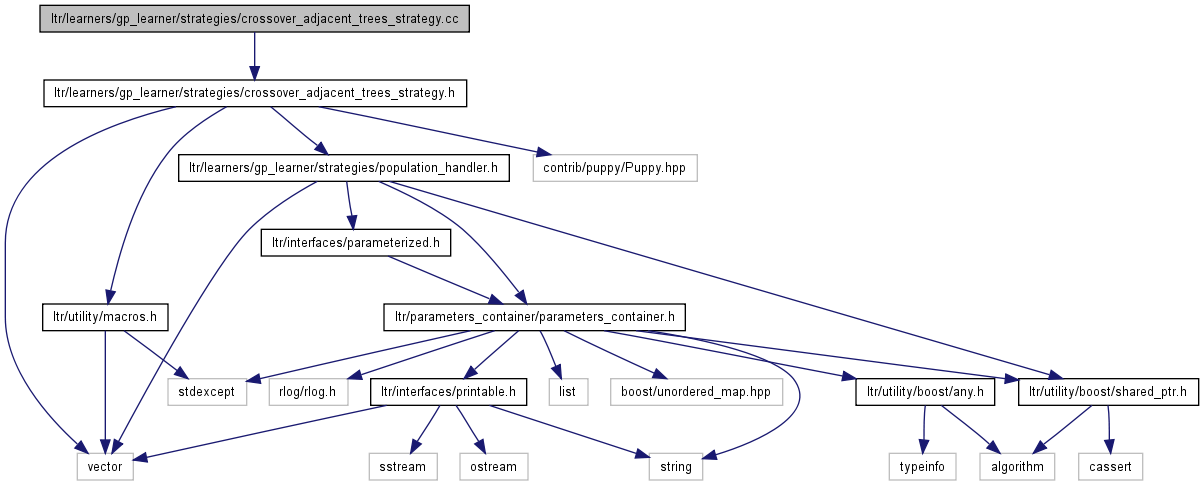 ltr/learners/gp_learner/strategies/crossover_adjacent_trees_strategy.cc
ltr/learners/gp_learner/strategies/crossover_adjacent_trees_strategy.h
ltr/learners/gp_learner/strategies/population_handler.h
contrib/puppy/Puppy.hpp
ltr/interfaces/parameterized.h
ltr/utility/macros.h
ltr/parameters_container/parameters_container.h
stdexcept
rlog/rlog.h
ltr/interfaces/printable.h
list
boost/unordered_map.hpp
ltr/utility/boost/any.h
ltr/utility/boost/shared_ptr.h
vector
sstream
ostream
string
typeinfo
algorithm
cassert